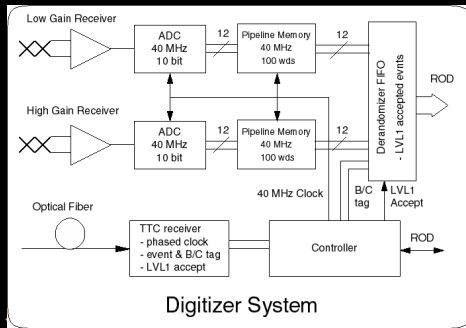 Low Gain Receiver
ADC
40 MHz
10 bit
12
Pipeline Memory
40 MHz
100 wds
12
Derandomizer FIFO
- LVL1 accepted evnts
ROD
High Gain Receiver
ADC
40 MHz
10 bit
12
Pipeline Memory
40 MHz
100 wds
12
40 MHz Clock
B/C
tag
LVL1
Accept
Optical Fiber
TTC receiver
- phased clock
- event & B/C tag
- LVL1 accept
Controller
ROD
Digitizer System